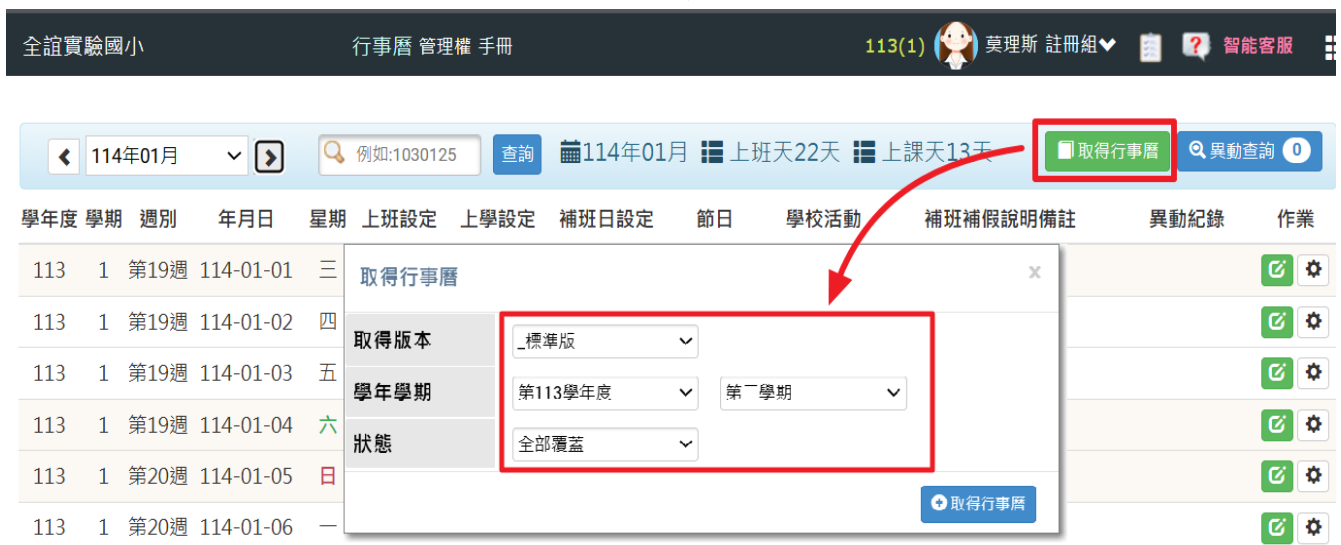 全誼實驗國小 行事曆 管理權 手冊 113(1) 莫理斯 註冊組 智能客服
114年01月 例如:1030125 查詢 114年01月 上班天22天 上課天13天 取得行事曆 異動查詢 0
學年度 學期 週別 年月日 星期 上班設定 上學設定 補班日設定 節日 學校活動 補班補假說明備註 異動紀錄 作業
113 1 第19週 114-01-01 三
取得行事曆 x
113 1 第19週 114-01-02 四
取得版本 _標準版
113 1 第19週 114-01-03 五
學年學期 第113學年度 第二學期
113 1 第19週 114-01-04 六
狀態 全部覆蓋
113 1 第20週 114-01-05 日
取得行事曆
113 1 第20週 114-01-06 一